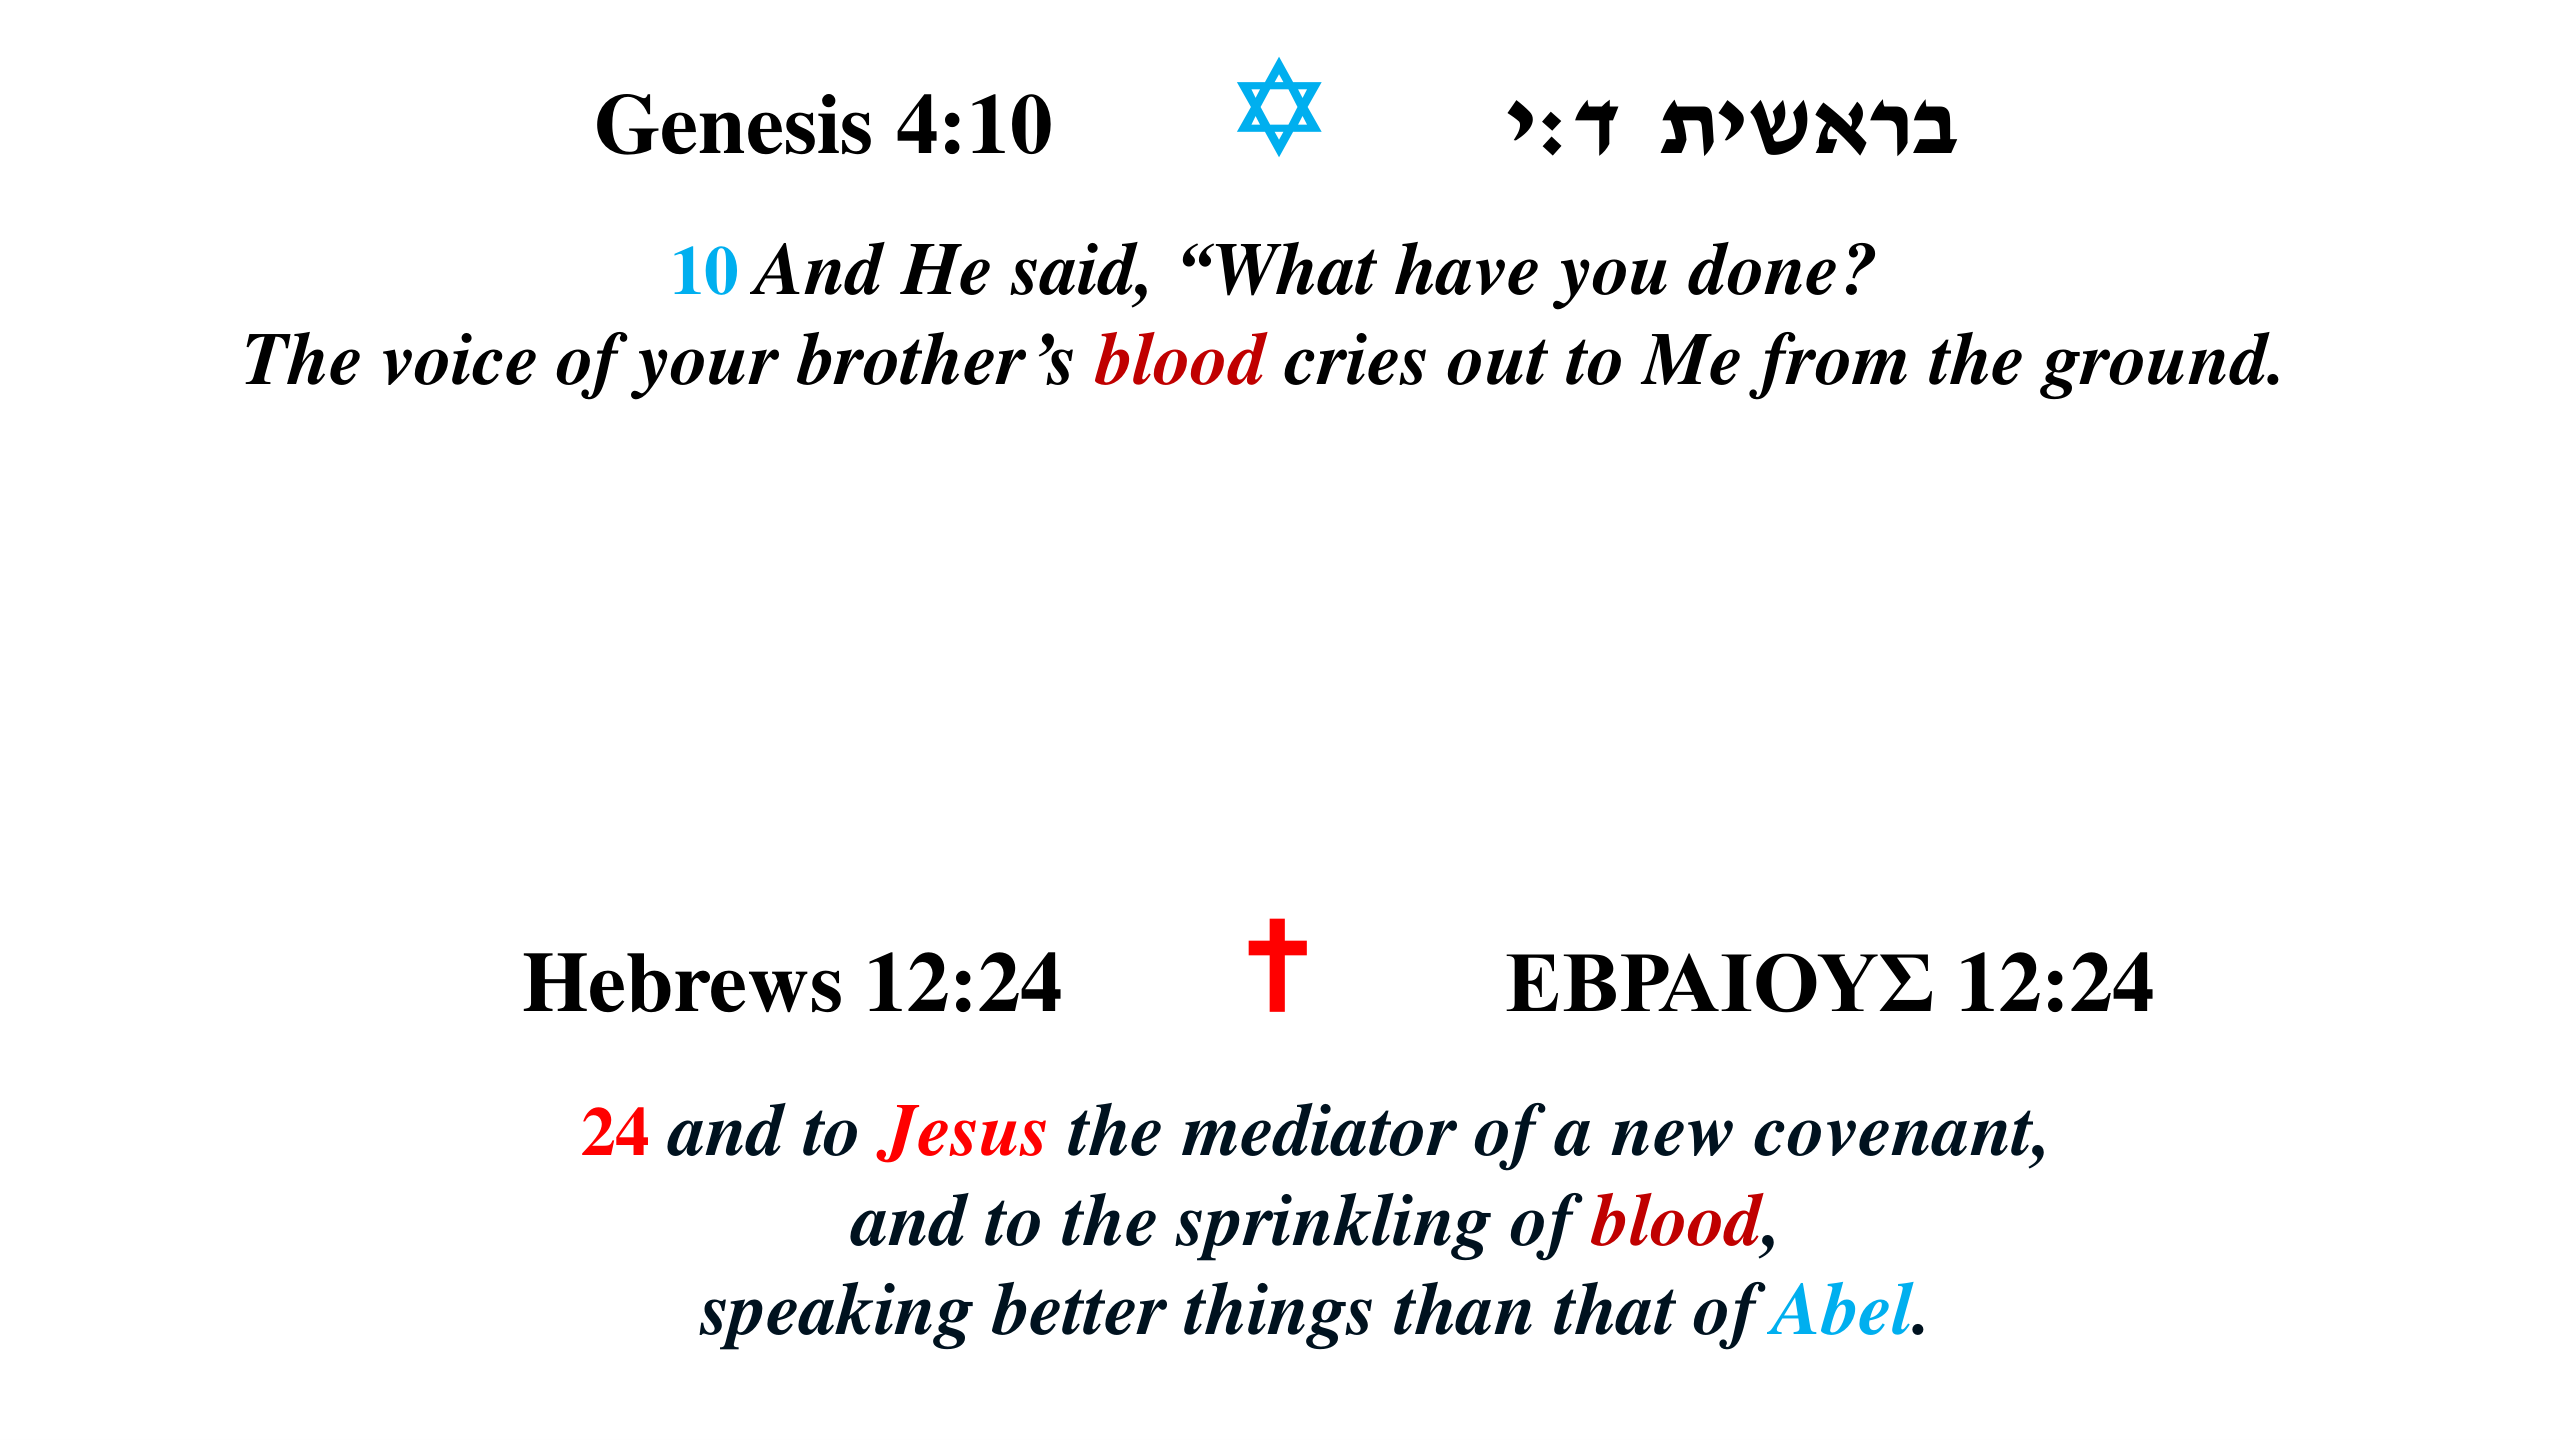 Genesis 4:10 ✡ בראשית ד:י
10 And He said, “What have you done?
The voice of your brother’s blood cries out to Me from the ground.
Hebrews 12:24 ✝ ΕΒΡΑΙΟΥΣ 12:24
24 and to Jesus the mediator of a new covenant,
and to the sprinkling of blood,
speaking better things than that of Abel.